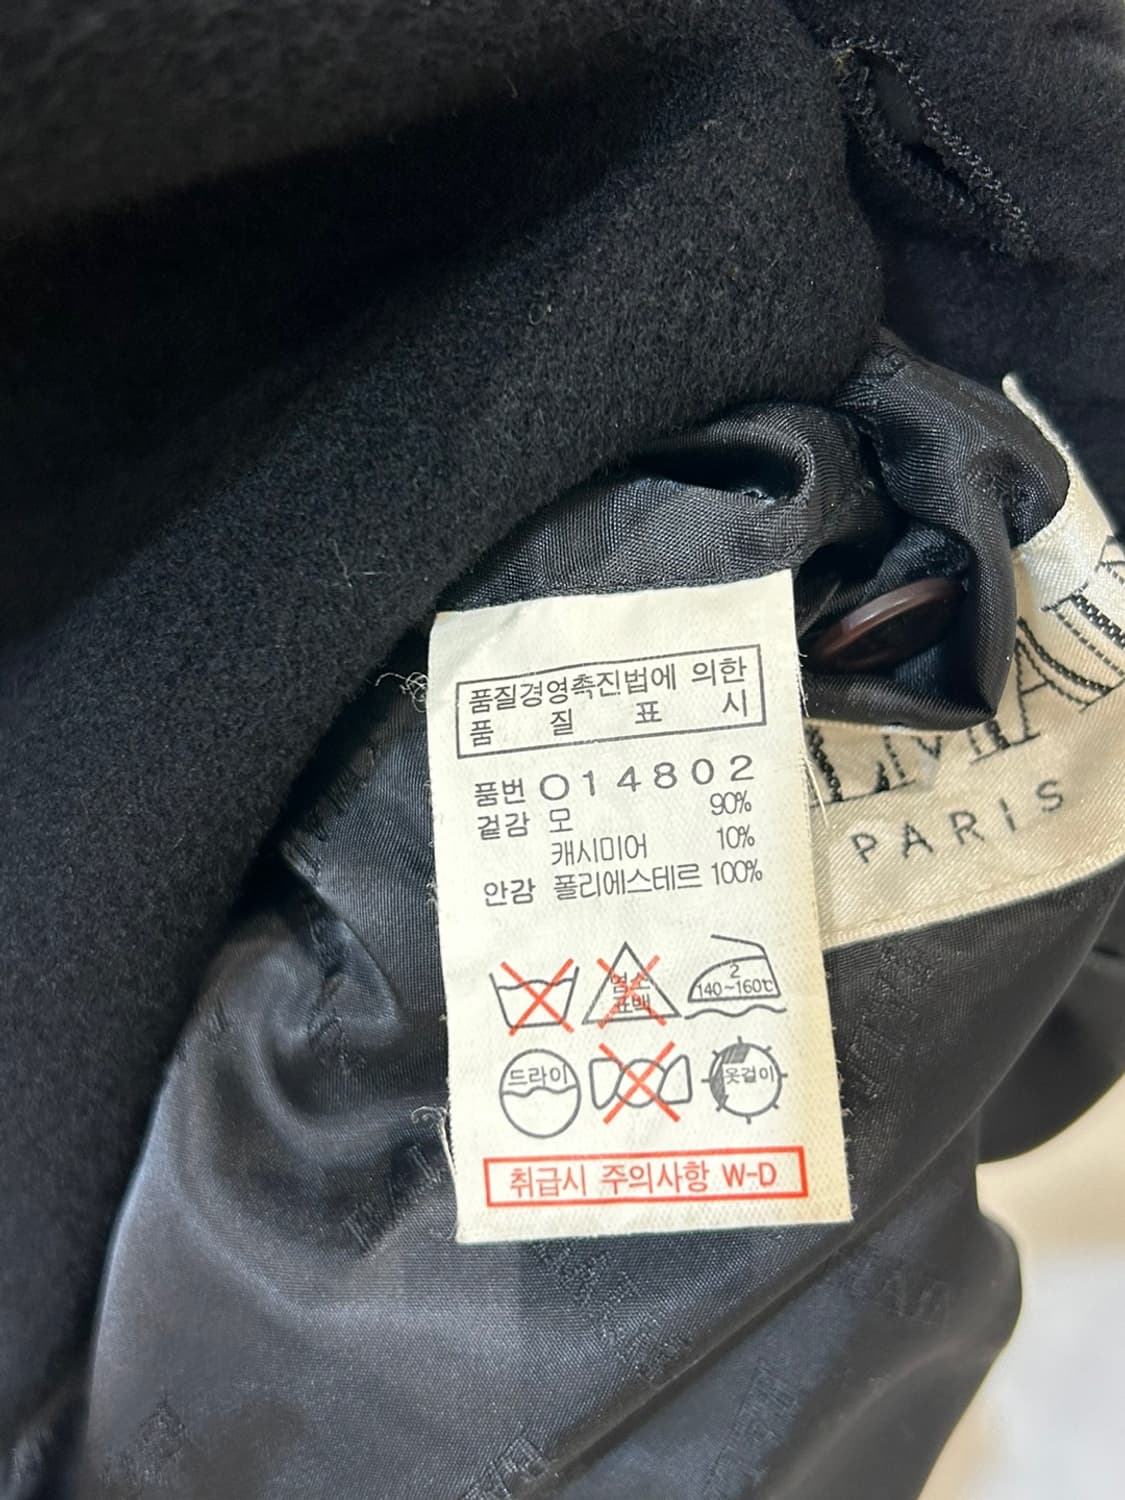 품질경영촉진법에 의한
품 질 표 시
품번 014802
겉감 모 90%
캐시미어 10%
안감 폴리에스테르 100%
염소
표백
2
140~160℃
드라이
옷걸이
취급시 주의사항 W-D
PARIS